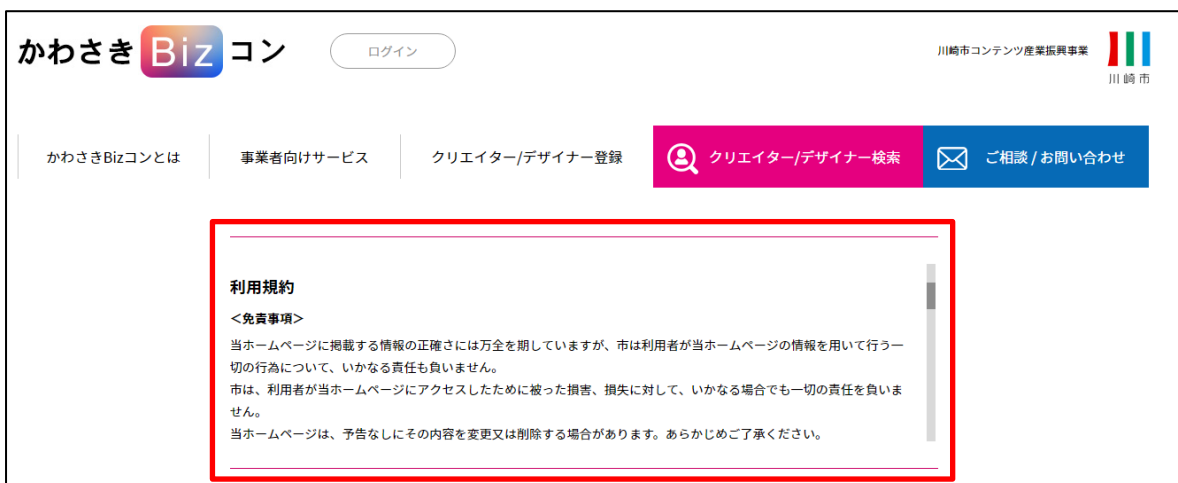 かわさき Biz コン
ログイン
川崎市コンテンツ産業振興事業
川崎市
かわさきBizコンとは
事業者向けサービス
クリエイター/デザイナー登録
クリエイター/デザイナー検索
ご相談 / お問い合わせ
利用規約
＜免責事項＞
当ホームページに掲載する情報の正確さには万全を期していますが、市は利用者が当ホームページの情報を用いて行う一
切の行為について、いかなる責任も負いません。
市は、利用者が当ホームページにアクセスしたために被った損害、損失に対して、いかなる場合でも一切の責任を負いま
せん。
当ホームページは、予告なしにその内容を変更又は削除する場合があります。あらかじめご了承ください。